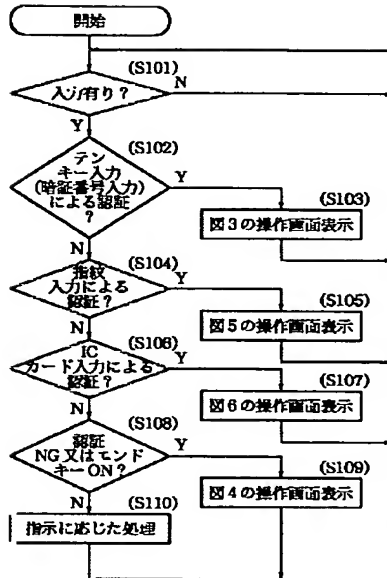 開始
(S101)
入力有り？
N
Y
(S102)
テン
キー入力
(暗証番号入力)
による認証
？
Y
(S103)
図3の操作画面表示
N
(S104)
指紋
入力による
認証？
Y
(S105)
図5の操作画面表示
N
(S106)
IC
カード入力による
認証？
Y
(S107)
図6の操作画面表示
N
(S108)
認証
NG又はエンド
キーON？
Y
(S109)
図4の操作画面表示
N
(S110)
指示に応じた処理